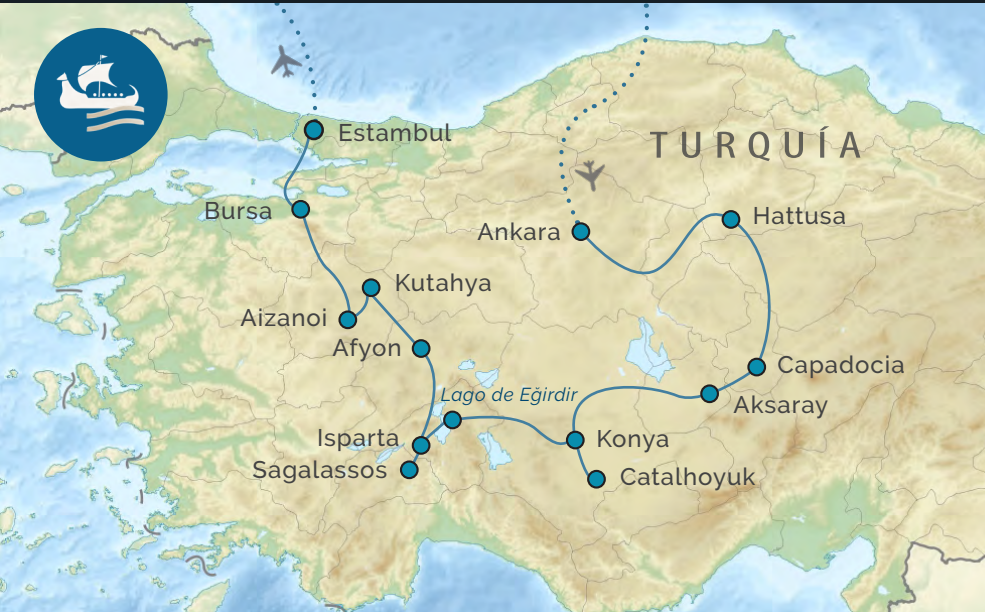 Estambul
TURQUÍA
Bursa
Hattusa
Ankara
Kutahya
Aizanoi
Afyon
Capadocia
Lago de Eğirdir
Aksaray
Isparta
Konya
Sagalassos
Catalhoyuk